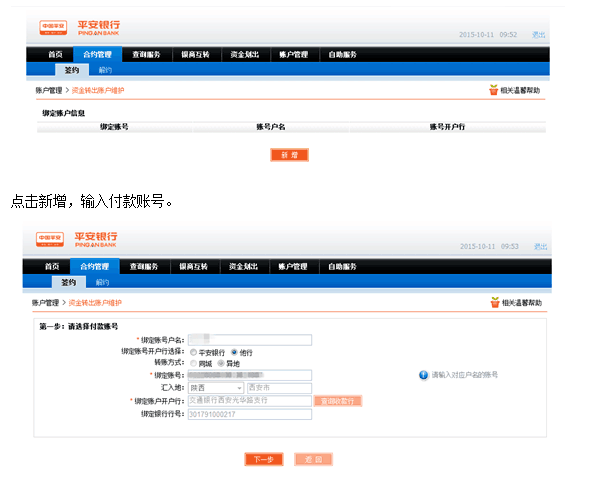 中国平安 平安银行
PING AN BANK
2015-10-11 09:52 退出
首页 合约管理 查询服务 银商互转 资金划出 账户管理 自助服务
签约 解约
账户管理 > 资金转出账户维护 相关温馨帮助
绑定账户信息
绑定账号 账号户名 账号开户行
新 增
点击新增，输入付款账号。
中国平安 平安银行
PING AN BANK
2015-10-11 09:53 退出
首页 合约管理 查询服务 银商互转 资金划出 账户管理 自助服务
签约 解约
账户管理 > 资金转出账户维护 相关温馨帮助
第一步：请选择付款账号
* 绑定账号户名：
绑定账号开户行选择： 平安银行 他行
转账方式： 同城 异地
* 绑定账号： 请输入对应户名的账号
汇入地： 陕西 西安市
* 绑定账户开户行： 交通银行西安光华路支行 查询收款行
绑定银行行号： 301791000217
下一步 返 回